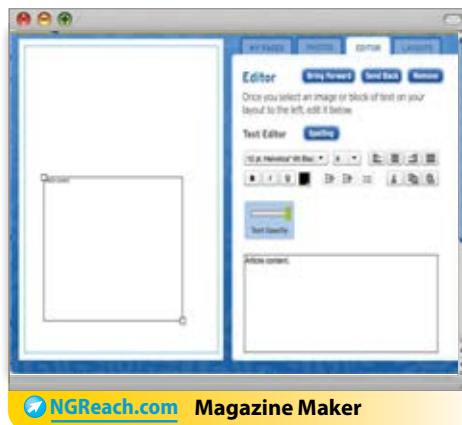 MY PAGES PHOTOS EDITOR LAYOUTS
Editor Bring Forward Send Back Remove
Once you select an image or block of text on your
layout to the left, edit it below.
Text Editor Spelling
B I U
Text Opacity
Article content.
NGReach.com Magazine Maker